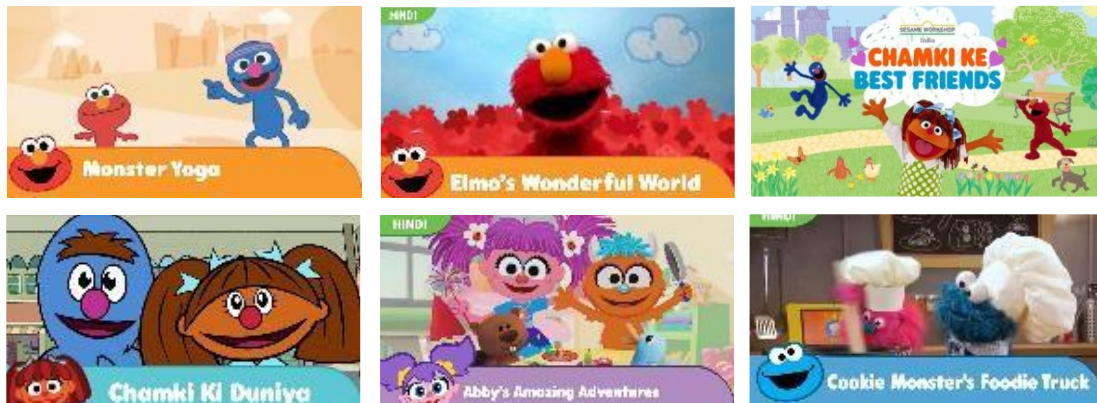 Monster Yoga
HINDI
Elmo's Wonderful World
SESAME WORKSHOP
India
CHAMKI KE
BEST FRIENDS
Chamki Ki Duniya
HINDI
Abby's Amazing Adventures
HINDI
Cookie Monster's Foodie Truck